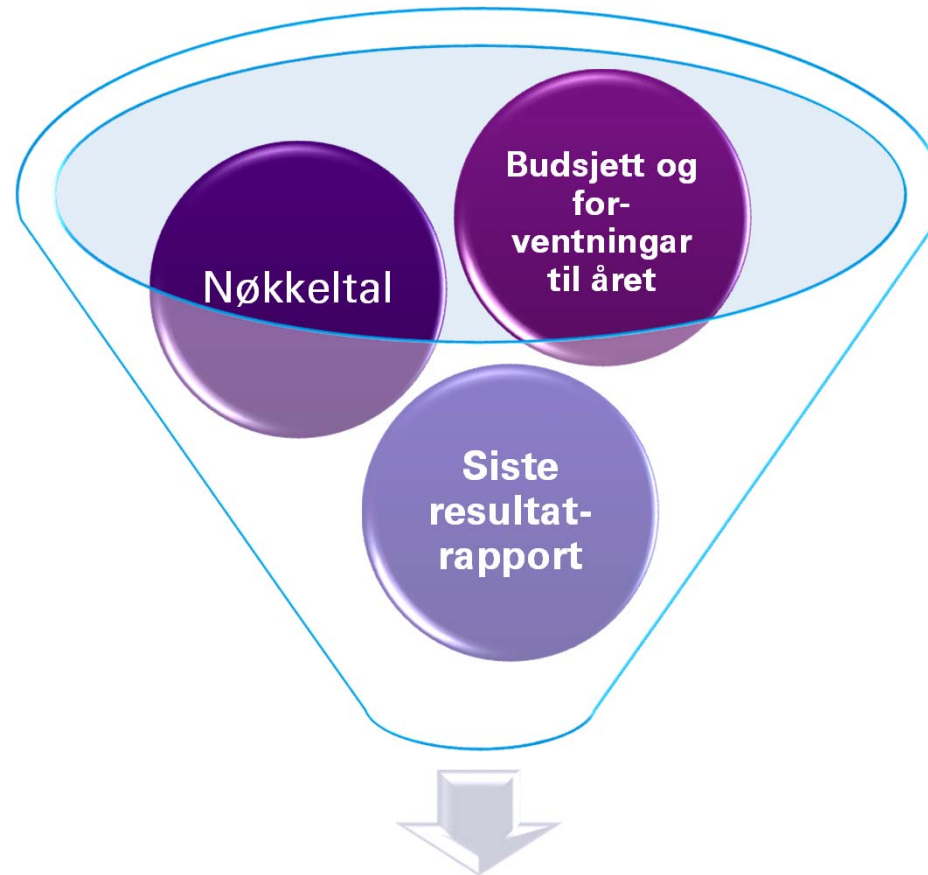 Nøkkeltal
Budsjett og
for-
ventningar
til året
Siste
resultat-
rapport